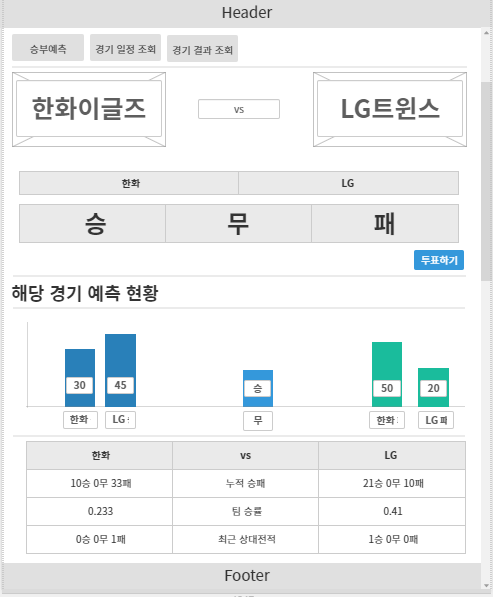 Header
승부예측 경기 일정 조회 경기 결과 조회
한화이글즈 vs LG트윈스
한화 LG
승 무 패
투표하기
해당 경기 예측 현황
30 45 승 50 20
한화 LG 무 한화 LG 패
한화 vs LG
10승 0무 33패 누적 승패 21승 0무 10패
0.233 팀 승률 0.41
0승 0무 1패 최근 상대전적 1승 0무 0패
Footer